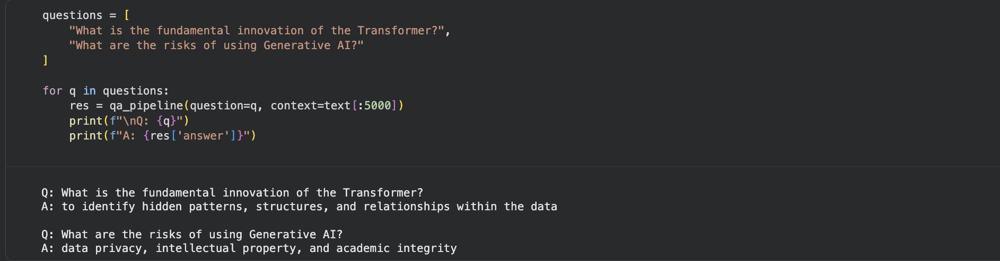 questions = [
    "What is the fundamental innovation of the Transformer?",
    "What are the risks of using Generative AI?"
]
for q in questions:
    res = qa_pipeline(question=q, context=text[:5000])
    print(f"\nQ: {q}")
    print(f"A: {res['answer']}")
Q: What is the fundamental innovation of the Transformer?
A: to identify hidden patterns, structures, and relationships within the data
Q: What are the risks of using Generative AI?
A: data privacy, intellectual property, and academic integrity